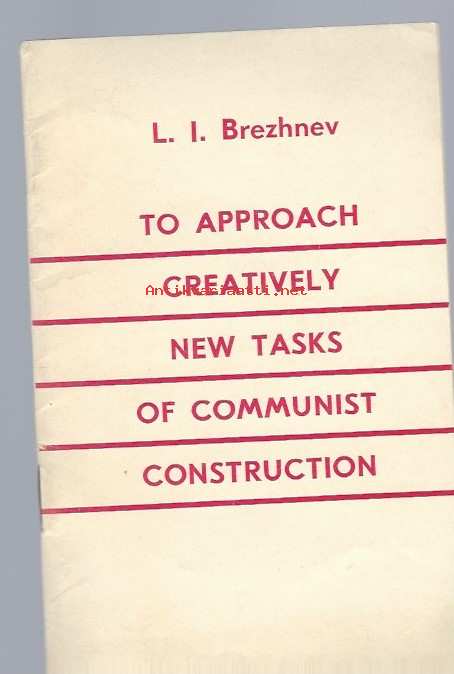 L. I. Brezhnev
TO APPROACH
CREATIVELY
Antikvariaatti.net
NEW TASKS
OF COMMUNIST
CONSTRUCTION